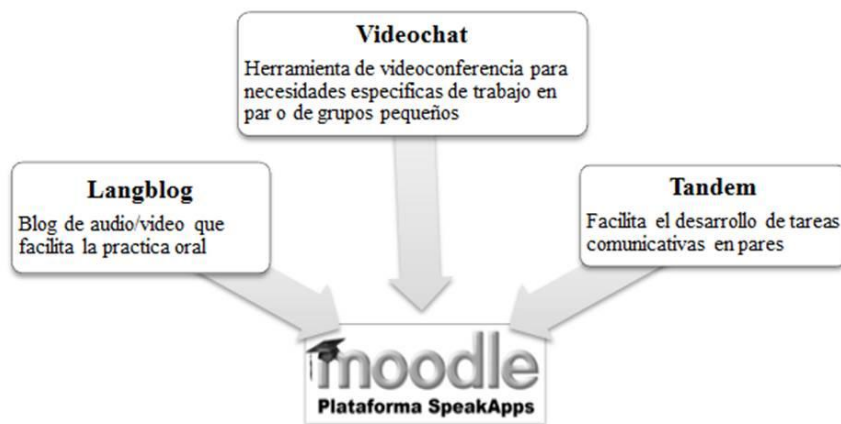 Videochat
Herramienta de videoconferencia para
necesidades especificas de trabajo en
par o de grupos pequeños
Langblog
Blog de audio/video que
facilita la practica oral
Tandem
Facilita el desarrollo de tareas
comunicativas en pares
moodle
Plataforma SpeakApps